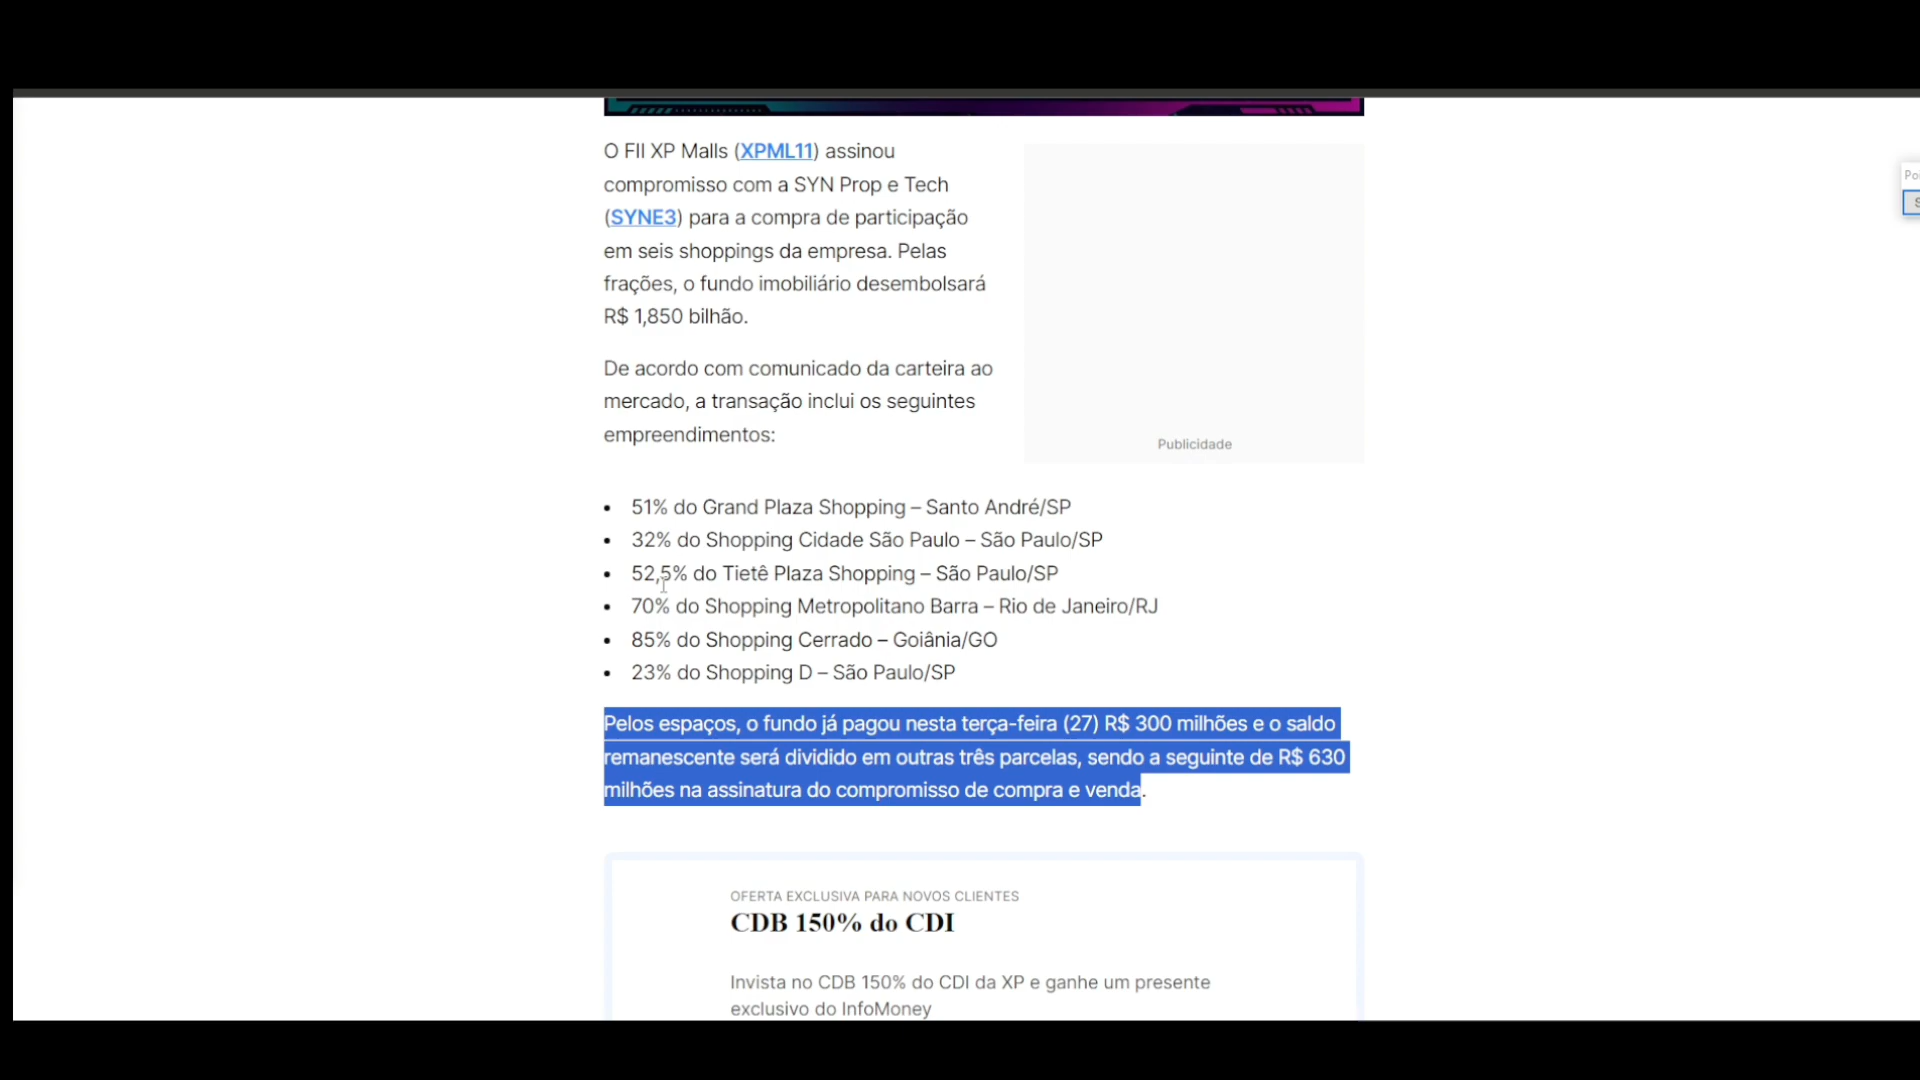 O FII XP Malls (XPML11) assinou
compromisso com a SYN Prop e Tech
(SYNE3) para a compra de participação
em seis shoppings da empresa. Pelas
frações, o fundo imobiliário desembolsará
R$ 1,850 bilhão.
De acordo com comunicado da carteira ao
mercado, a transação inclui os seguintes
empreendimentos:
Publicidade
• 51% do Grand Plaza Shopping – Santo André/SP
• 32% do Shopping Cidade São Paulo – São Paulo/SP
• 52,5% do Tietê Plaza Shopping – São Paulo/SP
• 70% do Shopping Metropolitano Barra – Rio de Janeiro/RJ
• 85% do Shopping Cerrado – Goiânia/GO
• 23% do Shopping D – São Paulo/SP
Pelos espaços, o fundo já pagou nesta terça-feira (27) R$ 300 milhões e o saldo
remanescente será dividido em outras três parcelas, sendo a seguinte de R$ 630
milhões na assinatura do compromisso de compra e venda.
OFERTA EXCLUSIVA PARA NOVOS CLIENTES
CDB 150% do CDI
Invista no CDB 150% do CDI da XP e ganhe um presente
exclusivo do InfoMoney